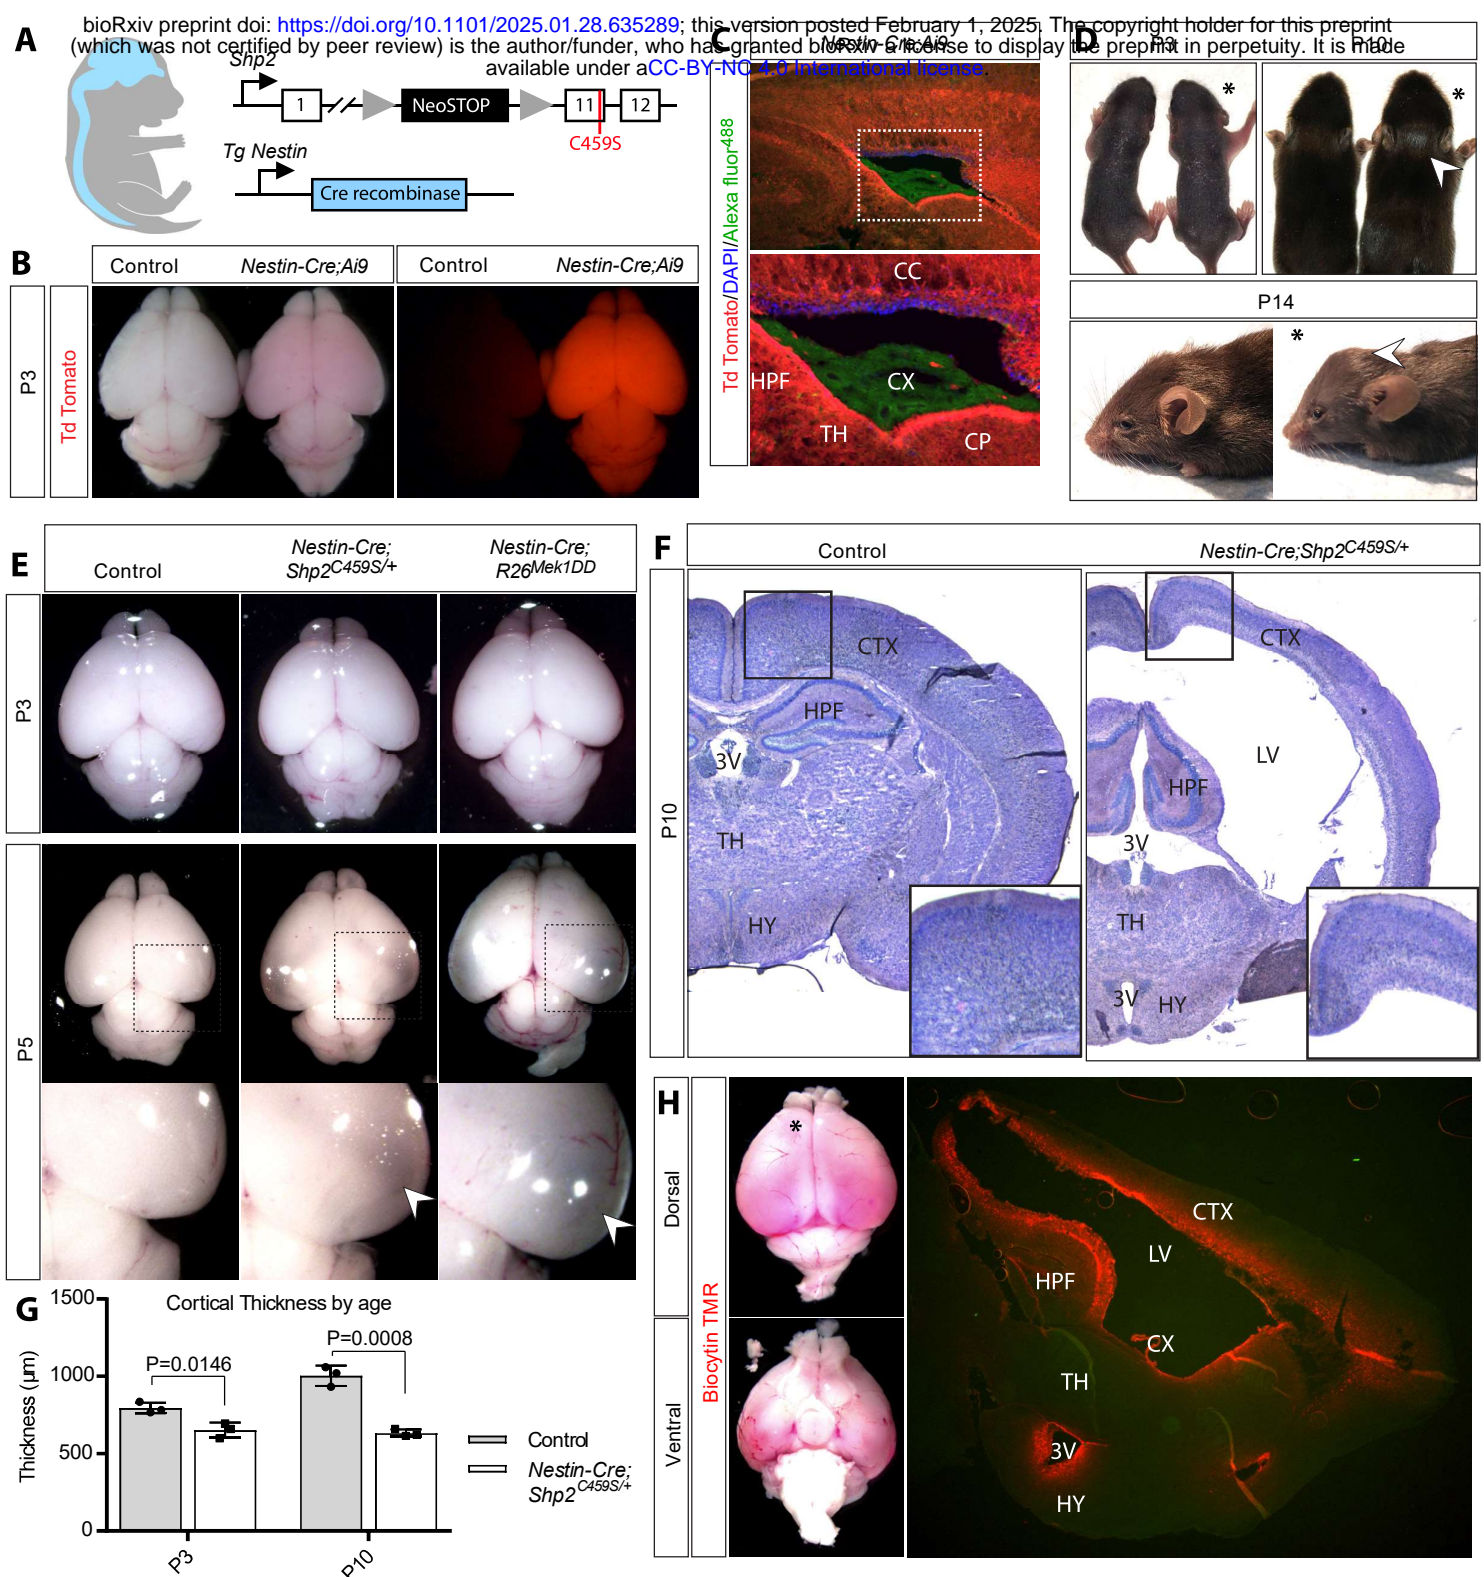 bioRxiv preprint doi: https://doi.org/10.1101/2025.01.28.635289; this version posted February 1, 2025. The copyright holder for this preprint
(which was not certified by peer review) is the author/funder, who has granted bioRxiv a license to display the preprint in perpetuity. It is made
available under aCC-BY-NC 4.0 International license.
A
Shp2
1
NeoSTOP
11
12
C459S
Tg Nestin
Cre recombinase
B
Control
Nestin-Cre;Ai9
Control
Nestin-Cre;Ai9
P3
Td Tomato
C
Nestin-Cre;Ai9
Td Tomato/DAPI/Alexa fluor488
CC
HPF
CX
TH
CP
D
P3
P10
*
*
P14
*
E
Control
Nestin-Cre;
Shp2C459S/+
Nestin-Cre;
R26Mek1DD
P3
P5
F
Control
Nestin-Cre;Shp2C459S/+
P10
CTX
HPF
3V
TH
HY
CTX
LV
HPF
3V
TH
3V
HY
G
Cortical Thickness by age
Thickness (µm)
1500
1000
500
0
P=0.0146
P=0.0008
P3
P10
Control
Nestin-Cre;
Shp2C459S/+
H
Dorsal
Ventral
Biocytin TMR
*
CTX
LV
HPF
CX
TH
3V
HY